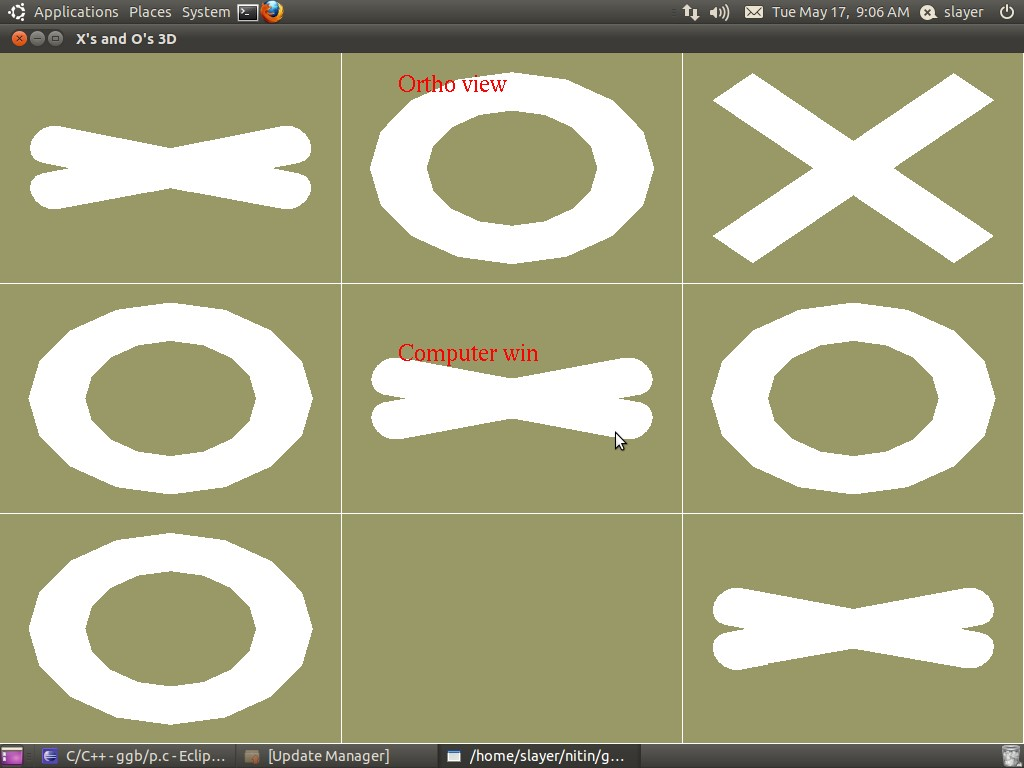 Applications Places System Tue May 17, 9:06 AM slayer
X's and O's 3D
Ortho view
Computer win
C/C++ - ggb/p.c - Eclip... [Update Manager] /home/slayer/nitin/g...